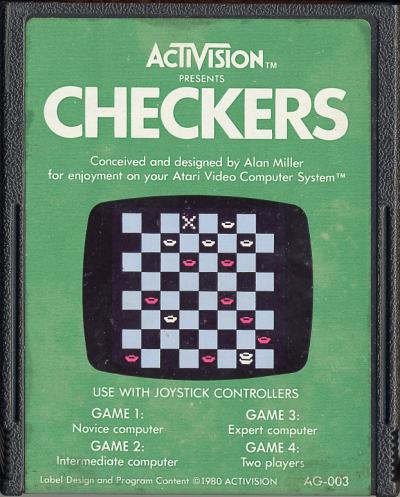 ACTIVISION TM
PRESENTS
CHECKERS
Conceived and designed by Alan Miller
for enjoyment on your Atari Video Computer System™
X
USE WITH JOYSTICK CONTROLLERS
GAME 1:
Novice computer
GAME 2:
Intermediate computer
GAME 3:
Expert computer
GAME 4:
Two players
Label Design and Program Content ©1980 ACTIVISION AG-003